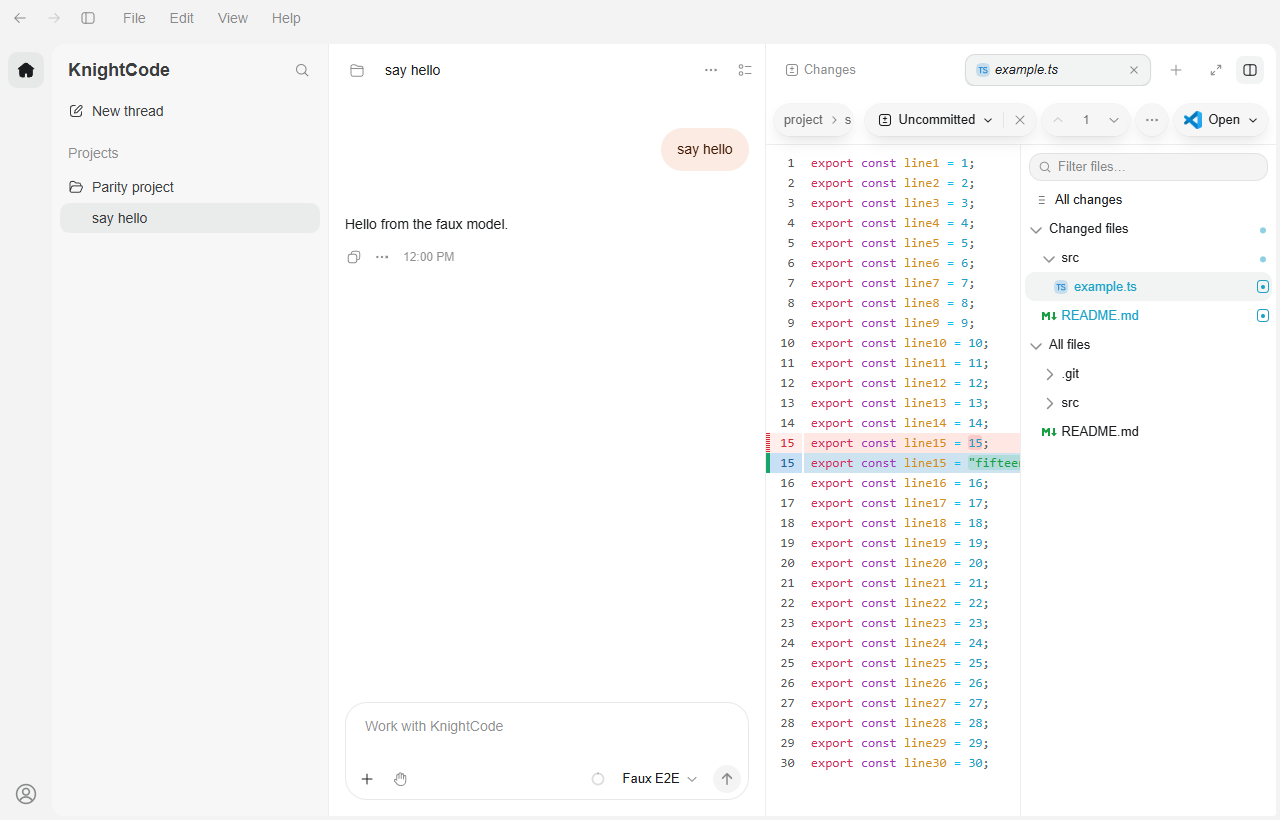 File Edit View Help
KnightCode
New thread
Projects
Parity project
say hello
say hello
say hello
Hello from the faux model.
12:00 PM
Work with KnightCode
Faux E2E
Changes
TS example.ts
project > s
Uncommitted
1
Open
1 export const line1 = 1;
2 export const line2 = 2;
3 export const line3 = 3;
4 export const line4 = 4;
5 export const line5 = 5;
6 export const line6 = 6;
7 export const line7 = 7;
8 export const line8 = 8;
9 export const line9 = 9;
10 export const line10 = 10;
11 export const line11 = 11;
12 export const line12 = 12;
13 export const line13 = 13;
14 export const line14 = 14;
15 export const line15 = 15;
15 export const line15 = "fifteen
16 export const line16 = 16;
17 export const line17 = 17;
18 export const line18 = 18;
19 export const line19 = 19;
20 export const line20 = 20;
21 export const line21 = 21;
22 export const line22 = 22;
23 export const line23 = 23;
24 export const line24 = 24;
25 export const line25 = 25;
26 export const line26 = 26;
27 export const line27 = 27;
28 export const line28 = 28;
29 export const line29 = 29;
30 export const line30 = 30;
Filter files...
All changes
Changed files
src
TS example.ts
M↓ README.md
All files
.git
src
M↓ README.md